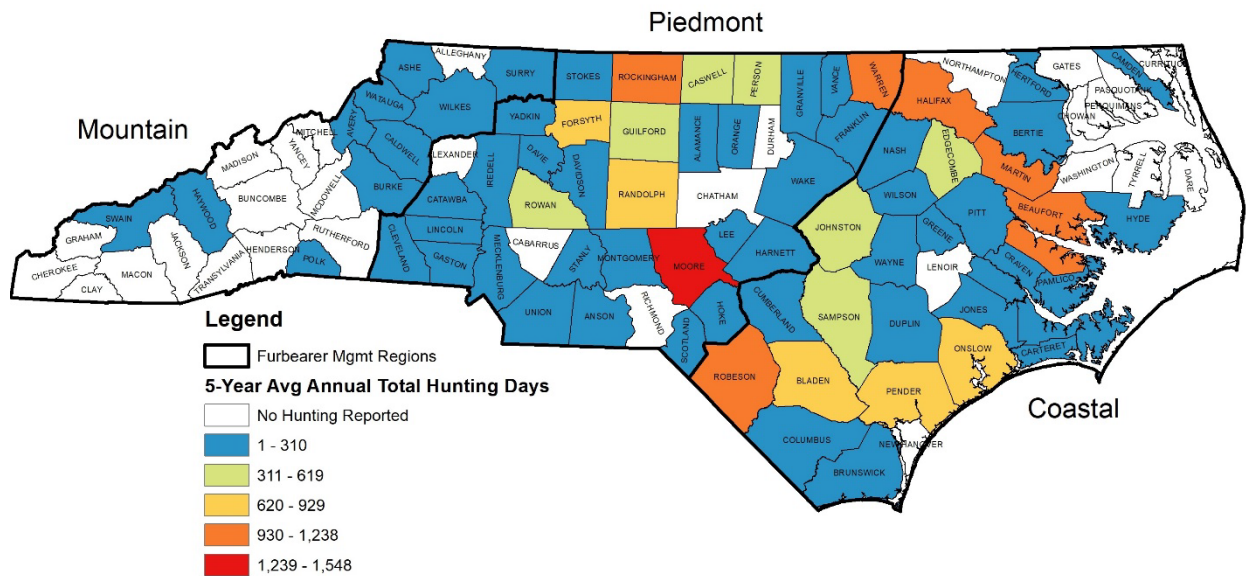 Piedmont
Mountain
Coastal
ALLEGHANY
ASHE
SURRY
STOKES
ROCKINGHAM
CASWELL
PERSON
GRANVILLE
VANCE
WARREN
NORTHAMPTON
HERTFORD
GATES
CAMDEN
CURRITUCK
PASQUOTANK
PERQUIMANS
CHOWAN
WATAUGA
WILKES
YADKIN
FORSYTH
GUILFORD
ALAMANCE
ORANGE
DURHAM
FRANKLIN
HALIFAX
BERTIE
MITCHELL
AVERY
YANCEY
MADISON
CALDWELL
ALEXANDER
IREDELL
DAVIE
DAVIDSON
RANDOLPH
CHATHAM
WAKE
NASH
EDGECOMBE
MARTIN
WASHINGTON
TYRRELL
DARE
HAYWOOD
BUNCOMBE
MCDOWELL
BURKE
CATAWBA
ROWAN
WILSON
PITT
BEAUFORT
HYDE
SWAIN
GRAHAM
JACKSON
HENDERSON
RUTHERFORD
POLK
CLEVELAND
LINCOLN
GASTON
MECKLENBURG
CABARRUS
STANLY
MONTGOMERY
MOORE
LEE
HARNETT
JOHNSTON
WAYNE
GREENE
LENOIR
CRAVEN
PAMLICO
CHEROKEE
CLAY
MACON
TRANSYLVANIA
UNION
ANSON
RICHMOND
SCOTLAND
HOKE
CUMBERLAND
SAMPSON
DUPLIN
JONES
CARTERET
ONSLOW
ROBESON
BLADEN
PENDER
COLUMBUS
NEW HANOVER
BRUNSWICK
Legend
Furbearer Mgmt Regions
5-Year Avg Annual Total Hunting Days
No Hunting Reported
1 - 310
311 - 619
620 - 929
930 - 1,238
1,239 - 1,548